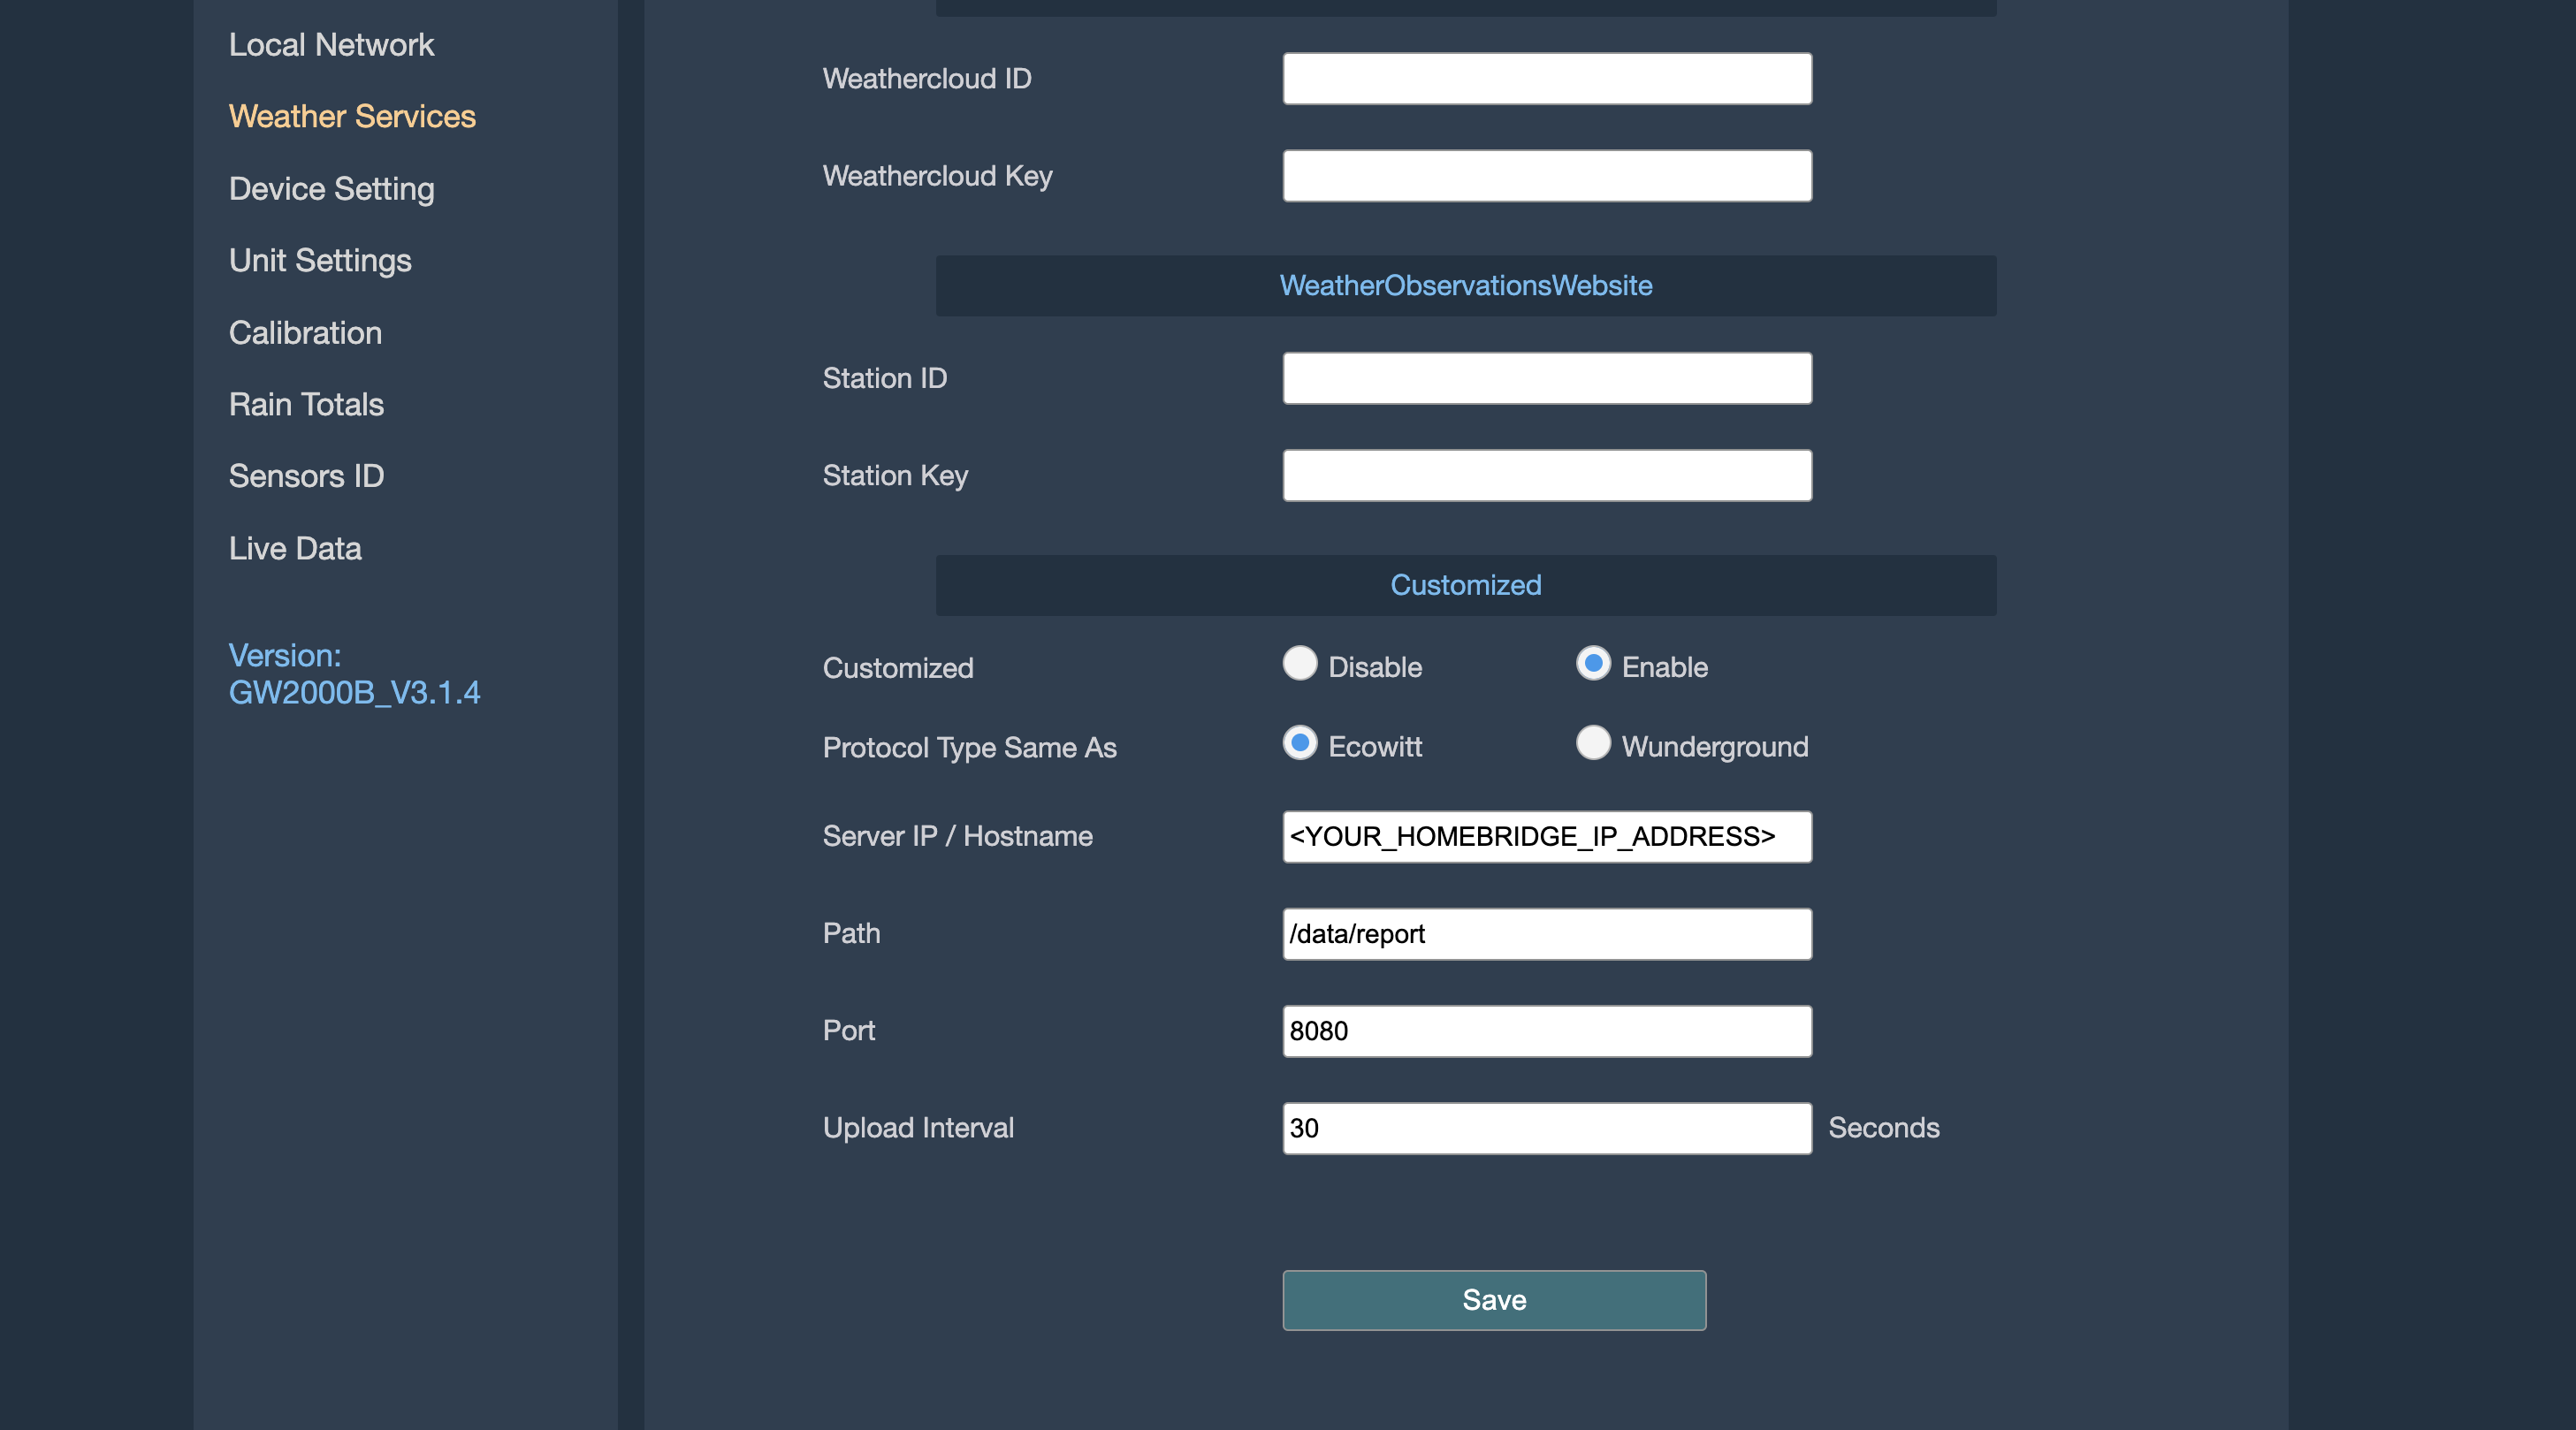 Local Network
Weather Services
Device Setting
Unit Settings
Calibration
Rain Totals
Sensors ID
Live Data
Version:
GW2000B_V3.1.4
Weathercloud ID
Weathercloud Key
WeatherObservationsWebsite
Station ID
Station Key
Customized
Customized Disable Enable
Protocol Type Same As Ecowitt Wunderground
Server IP / Hostname <YOUR_HOMEBRIDGE_IP_ADDRESS>
Path /data/report
Port 8080
Upload Interval 30 Seconds
Save